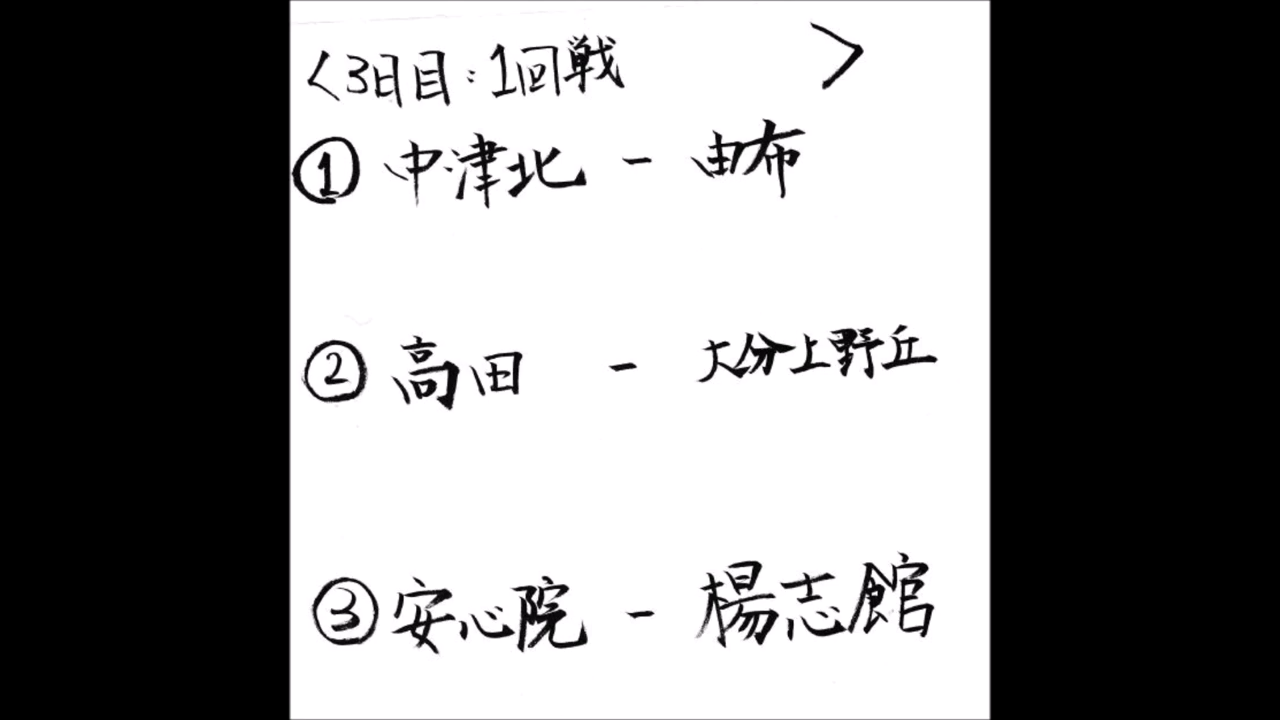 <3日目:1回戦 >
① 中津北 - 由布
② 高田 - 大分上野丘
③ 安心院 - 楊志館